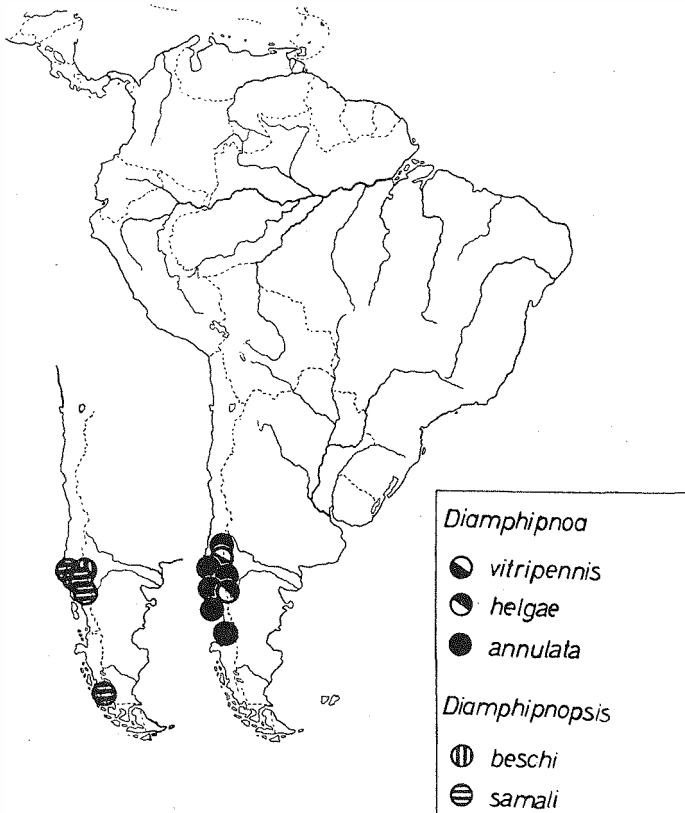 Diamphipnoa
vitripennis
helgae
annulata
Diamphipnopsis
beschi
samali